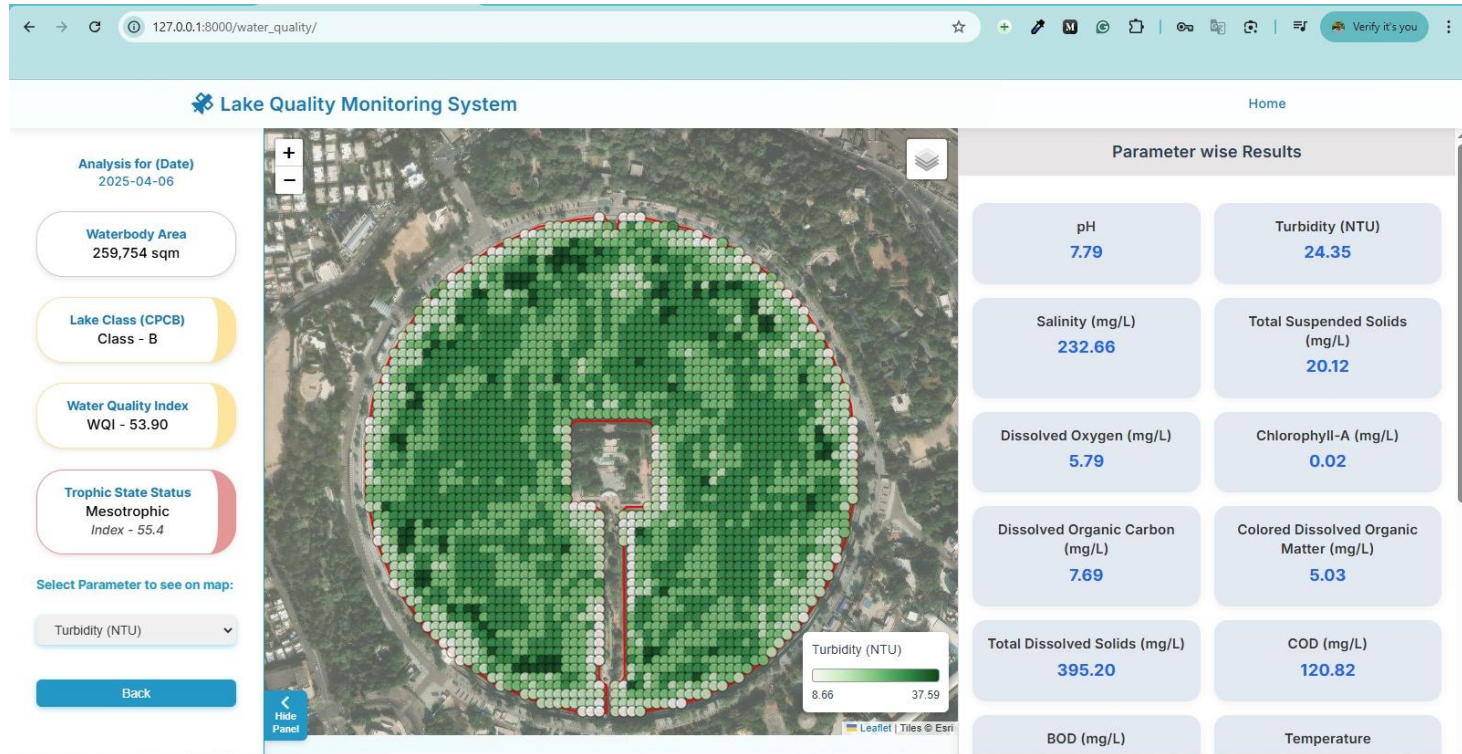 127.0.0.1:8000/water_quality/
Verify it's you
Lake Quality Monitoring System
Home
Analysis for (Date)
2025-04-06
Waterbody Area
259,754 sqm
Lake Class (CPCB)
Class - B
Water Quality Index
WQI - 53.90
Trophic State Status
Mesotrophic
Index - 55.4
Select Parameter to see on map:
Turbidity (NTU)
Back
+
−
Hide
Panel
Turbidity (NTU)
8.66 37.59
Leaflet | Tiles © Esri
Parameter wise Results
pH
7.79
Turbidity (NTU)
24.35
Salinity (mg/L)
232.66
Total Suspended Solids
(mg/L)
20.12
Dissolved Oxygen (mg/L)
5.79
Chlorophyll-A (mg/L)
0.02
Dissolved Organic Carbon
(mg/L)
7.69
Colored Dissolved Organic
Matter (mg/L)
5.03
Total Dissolved Solids (mg/L)
395.20
COD (mg/L)
120.82
BOD (mg/L)
Temperature